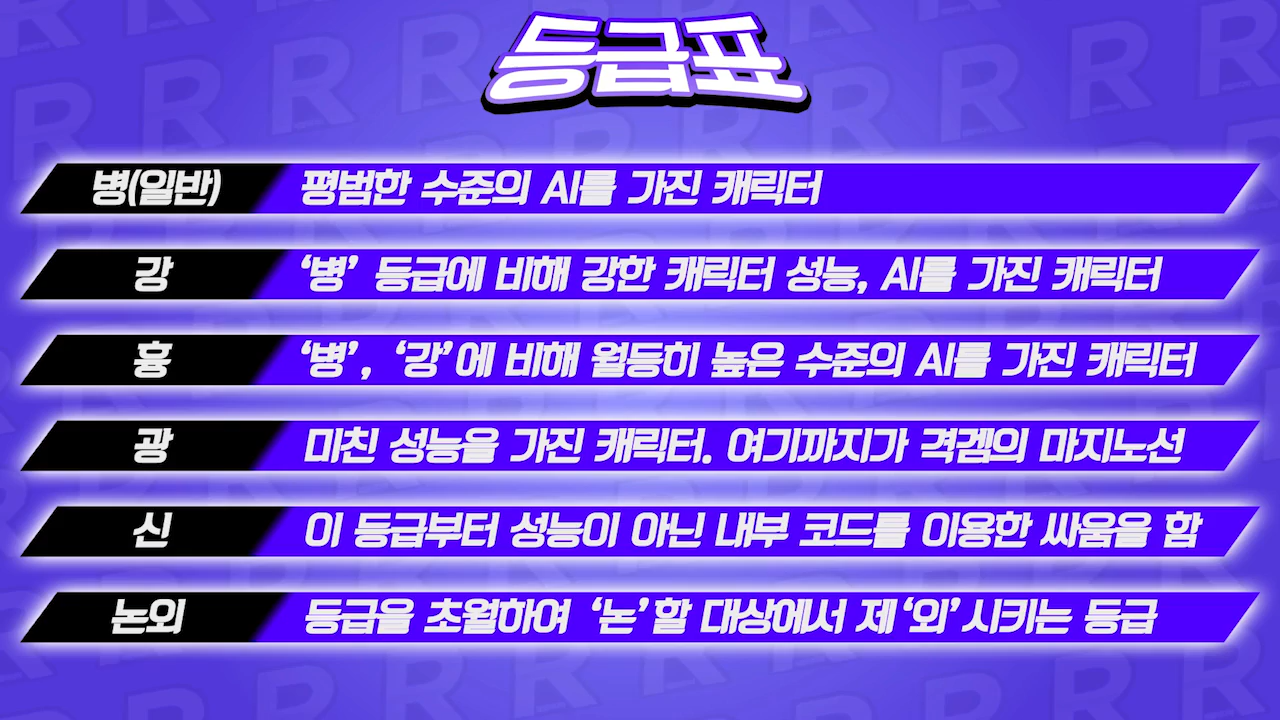 등급표
병(일반) 평범한 수준의 AI를 가진 캐릭터
강 ‘병’ 등급에 비해 강한 캐릭터 성능, AI를 가진 캐릭터
흉 ‘병’, ‘강’에 비해 월등히 높은 수준의 AI를 가진 캐릭터
광 미친 성능을 가진 캐릭터. 여기까지가 격겜의 마지노선
신 이 등급부터 성능이 아닌 내부 코드를 이용한 싸움을 함
논외 등급을 초월하여 ‘논’할 대상에서 제‘외’시키는 등급